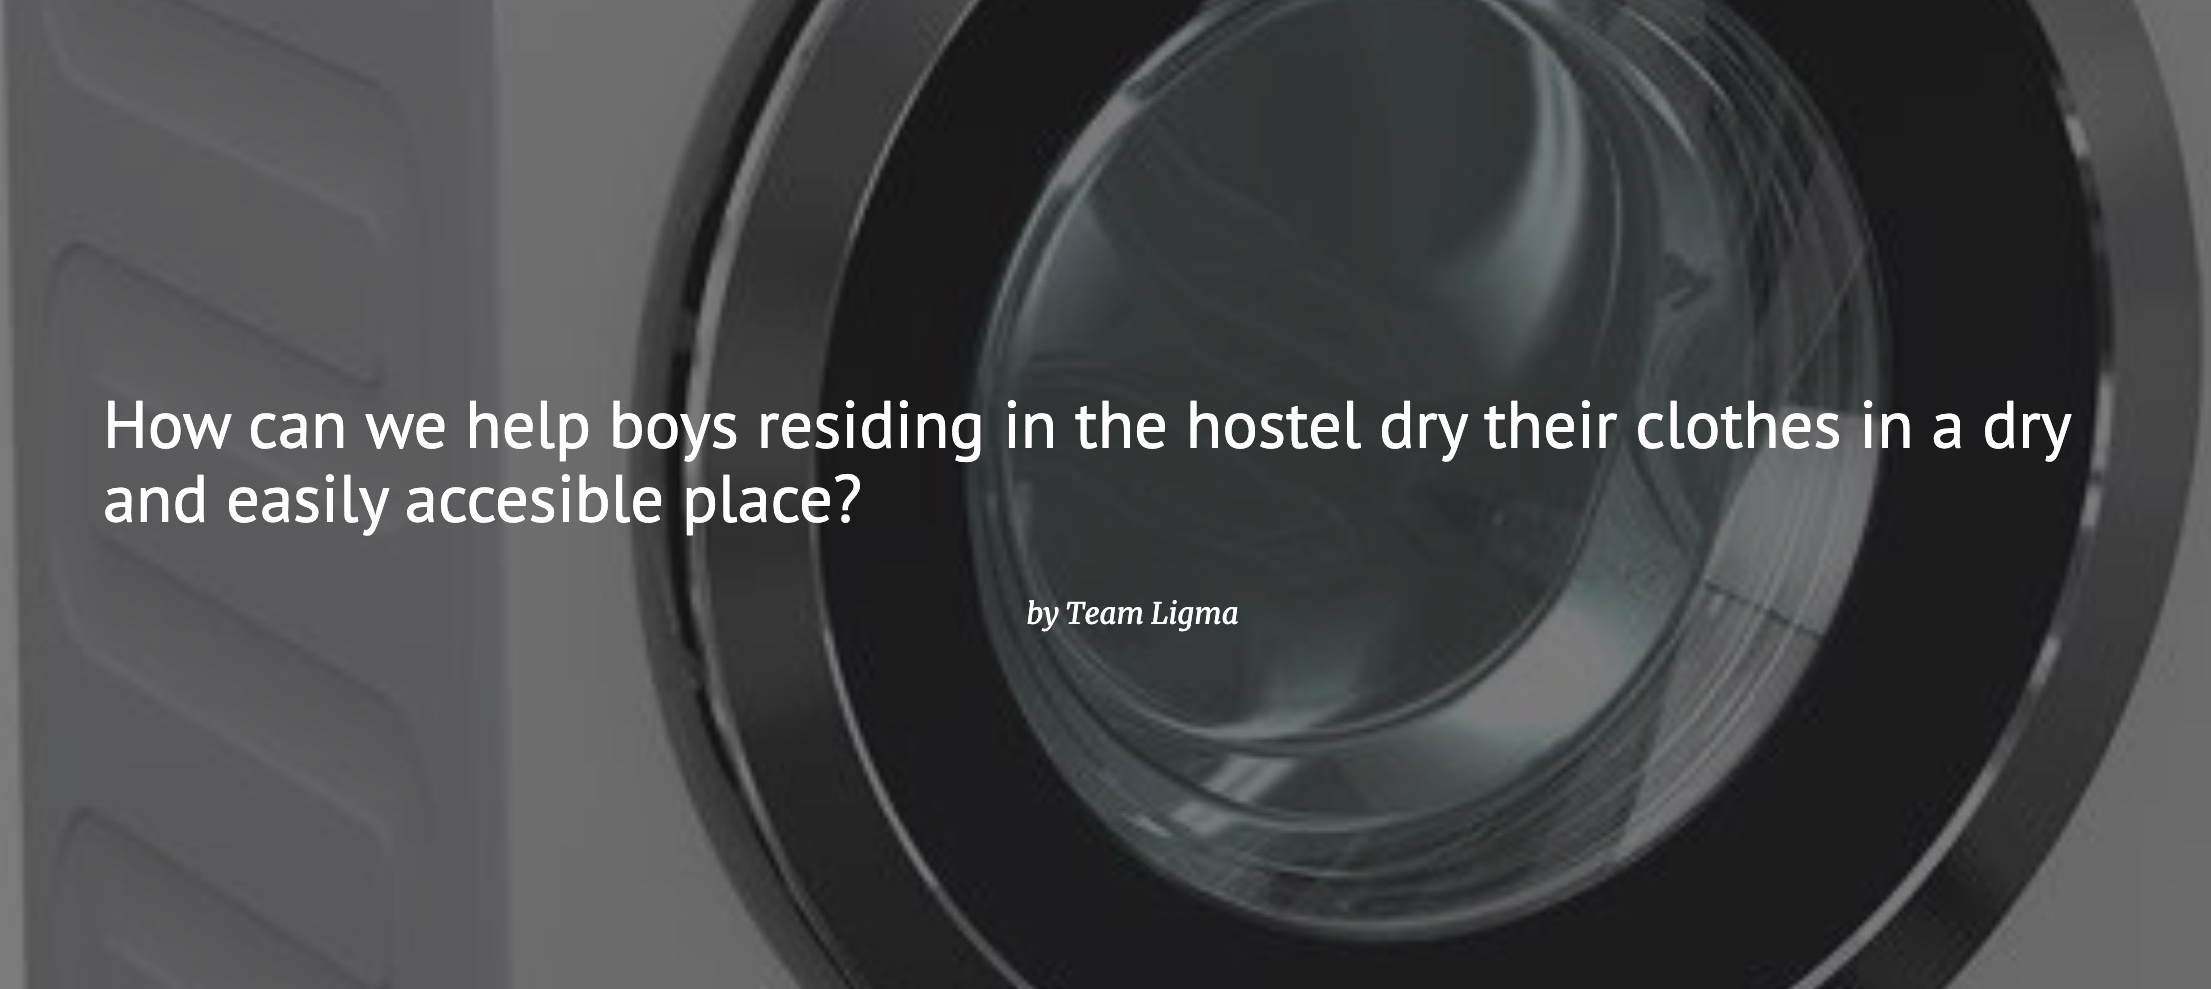 How can we help boys residing in the hostel dry their clothes in a dry
and easily accesible place?
by Team Ligma